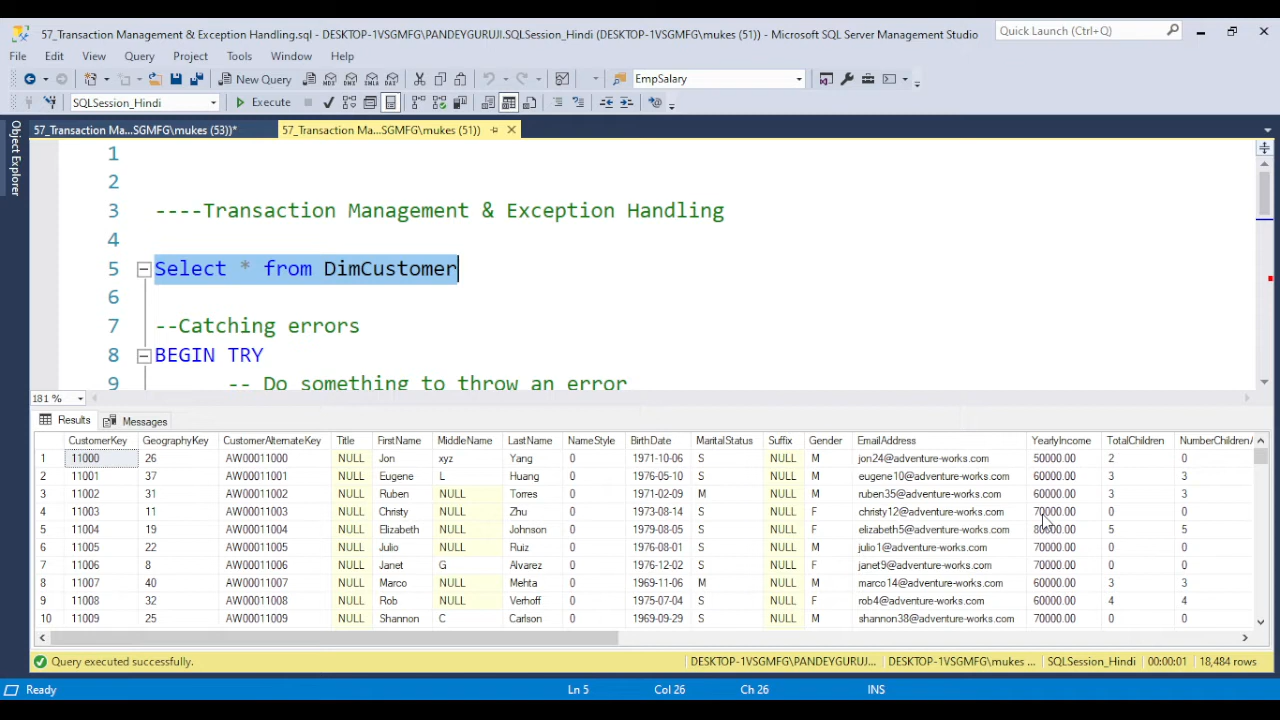 57_Transaction Management & Exception Handling.sql - DESKTOP-1VSGMFG\PANDEYGURUJI.SQLSession_Hindi (DESKTOP-1VSGMFG\mukes (51)) - Microsoft SQL Server Management Studio
Quick Launch (Ctrl+Q)
File Edit View Query Project Tools Window Help
New Query
EmpSalary
SQLSession_Hindi
Execute
57_Transaction Ma...SGMFG\mukes (53))*
57_Transaction Ma...SGMFG\mukes (51))
Object Explorer
1
2
3 ----Transaction Management & Exception Handling
4
5 Select * from DimCustomer
6
7 --Catching errors
8 BEGIN TRY
9 -- Do something to throw an error
181 %
Results Messages
CustomerKey GeographyKey CustomerAlternateKey Title FirstName MiddleName LastName NameStyle BirthDate MaritalStatus Suffix Gender EmailAddress YearlyIncome TotalChildren NumberChildrenA
1 11000 26 AW00011000 NULL Jon xyz Yang 0 1971-10-06 S NULL M jon24@adventure-works.com 50000.00 2 0
2 11001 37 AW00011001 NULL Eugene L Huang 0 1976-05-10 S NULL M eugene10@adventure-works.com 60000.00 3 3
3 11002 31 AW00011002 NULL Ruben NULL Torres 0 1971-02-09 M NULL M ruben35@adventure-works.com 60000.00 3 3
4 11003 11 AW00011003 NULL Christy NULL Zhu 0 1973-08-14 S NULL F christy12@adventure-works.com 70000.00 0 0
5 11004 19 AW00011004 NULL Elizabeth NULL Johnson 0 1979-08-05 S NULL F elizabeth5@adventure-works.com 80000.00 5 5
6 11005 22 AW00011005 NULL Julio NULL Ruiz 0 1976-08-01 S NULL M julio1@adventure-works.com 70000.00 0 0
7 11006 8 AW00011006 NULL Janet G Alvarez 0 1976-12-02 S NULL F janet9@adventure-works.com 70000.00 0 0
8 11007 40 AW00011007 NULL Marco NULL Mehta 0 1969-11-06 M NULL M marco14@adventure-works.com 60000.00 3 3
9 11008 32 AW00011008 NULL Rob NULL Verhoff 0 1975-07-04 S NULL F rob4@adventure-works.com 60000.00 4 4
10 11009 25 AW00011009 NULL Shannon C Carlson 0 1969-09-29 S NULL M shannon38@adventure-works.com 70000.00 0 0
Query executed successfully.
DESKTOP-1VSGMFG\PANDEYGURUJI... DESKTOP-1VSGMFG\mukes ... SQLSession_Hindi 00:00:01 18,484 rows
Ready Ln 5 Col 26 Ch 26 INS